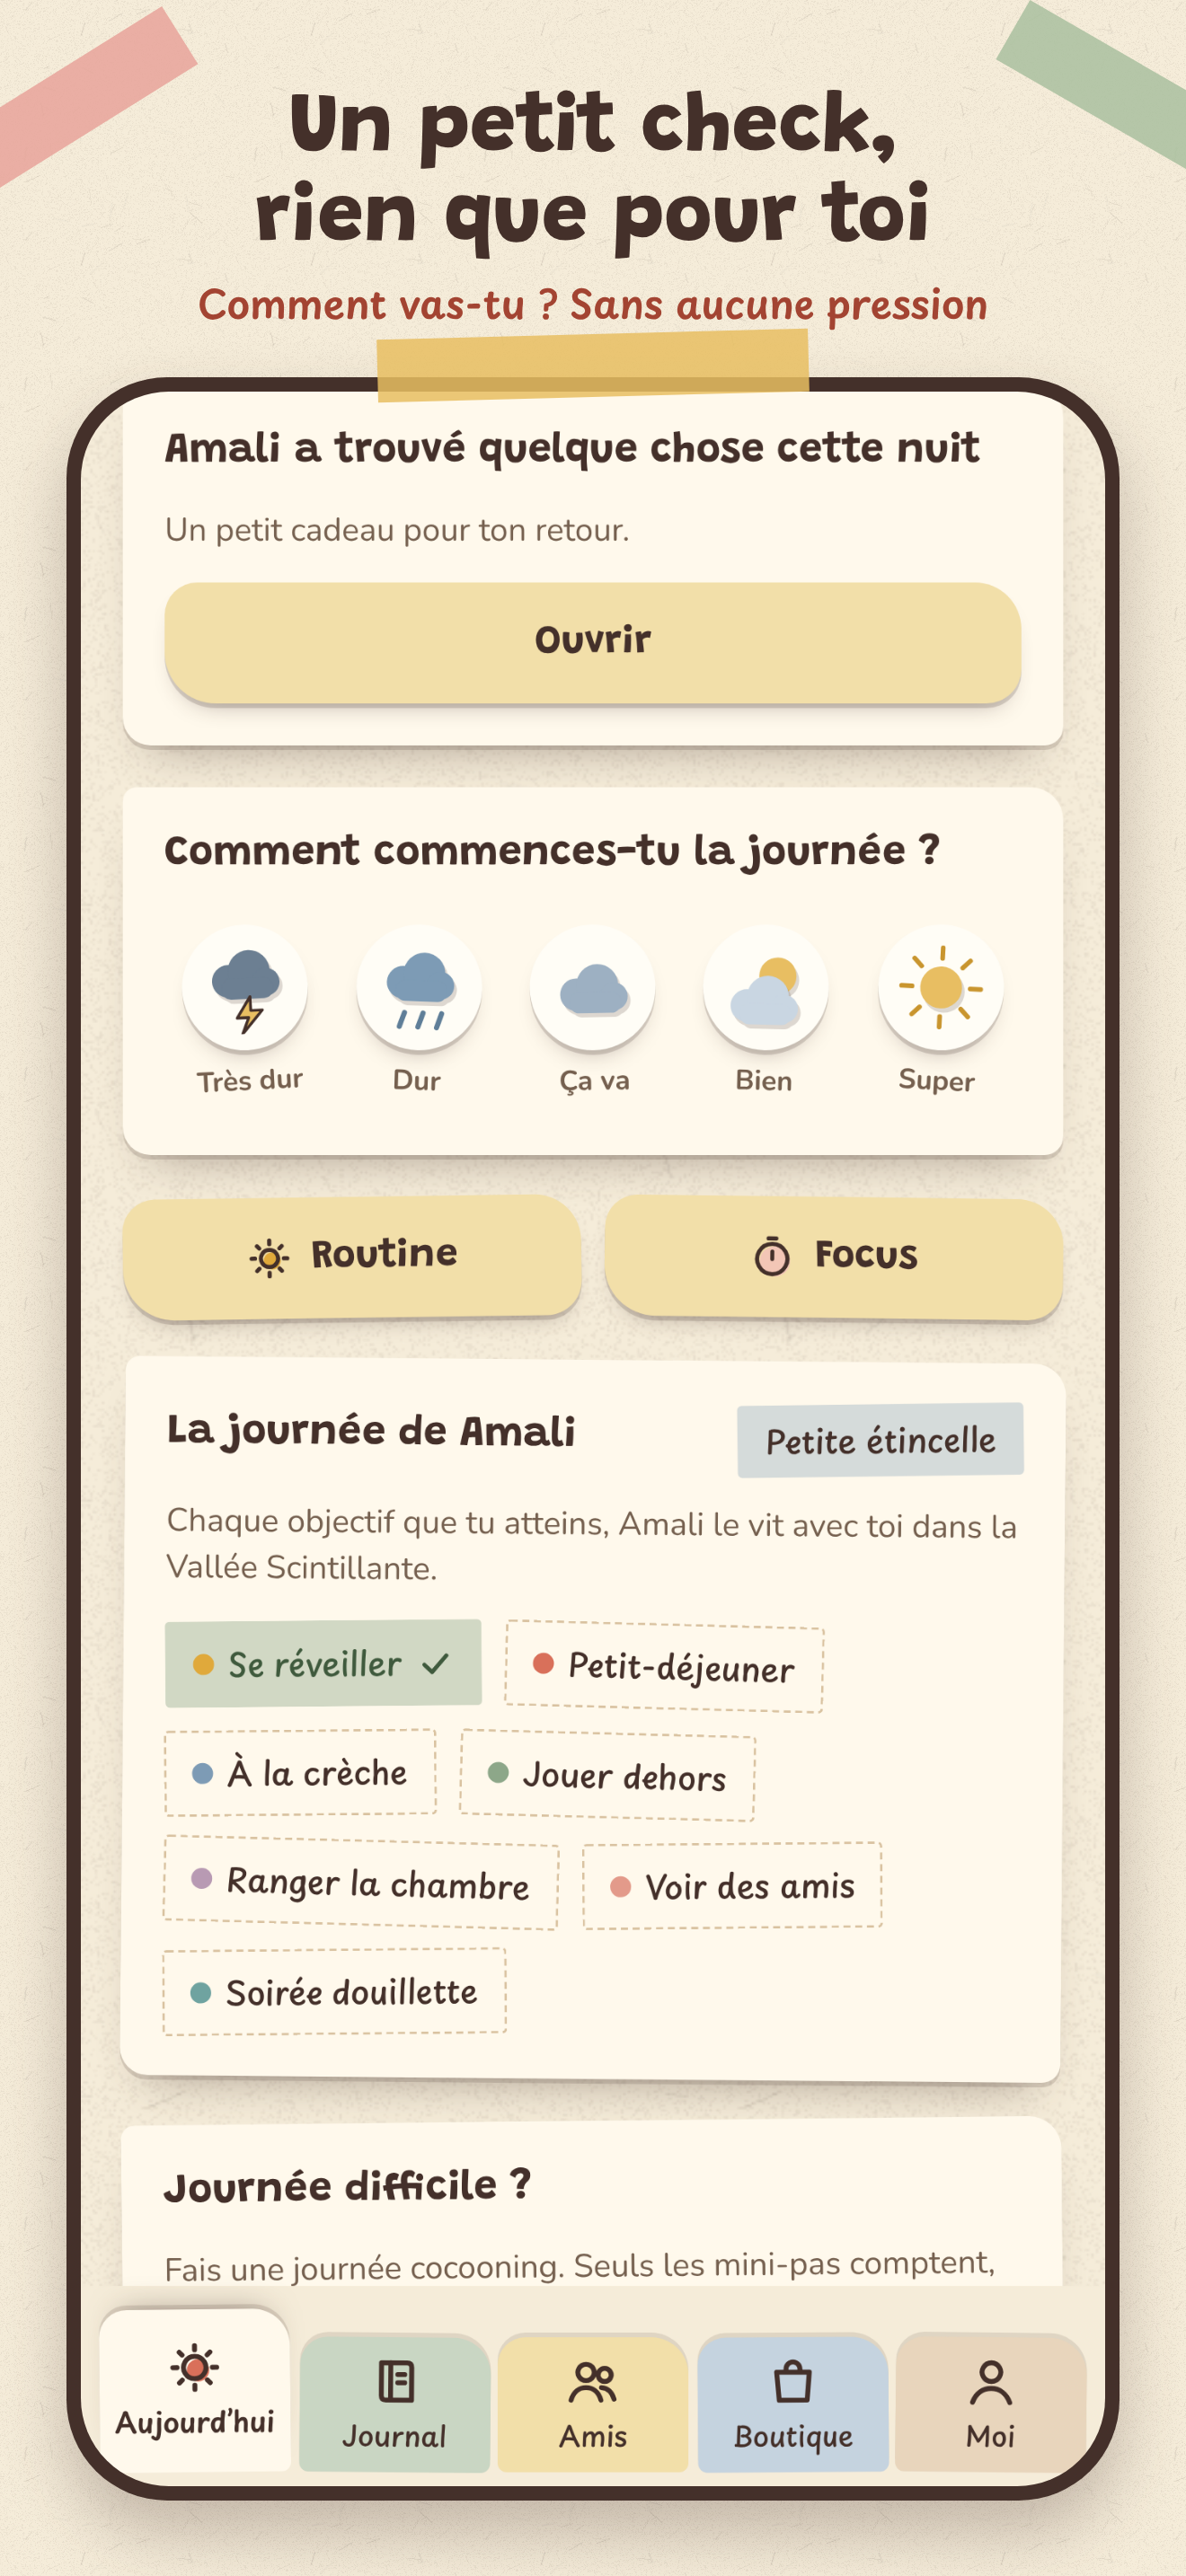 Un petit check,
rien que pour toi
Comment vas-tu ? Sans aucune pression
Amali a trouvé quelque chose cette nuit
Un petit cadeau pour ton retour.
Ouvrir
Comment commences-tu la journée ?
Très dur
Dur
Ça va
Bien
Super
Routine
Focus
La journée de Amali
Petite étincelle
Chaque objectif que tu atteins, Amali le vit avec toi dans la
Vallée Scintillante.
Se réveiller
Petit-déjeuner
À la crèche
Jouer dehors
Ranger la chambre
Voir des amis
Soirée douillette
Journée difficile ?
Fais une journée cocooning. Seuls les mini-pas comptent,
Aujourd'hui
Journal
Amis
Boutique
Moi